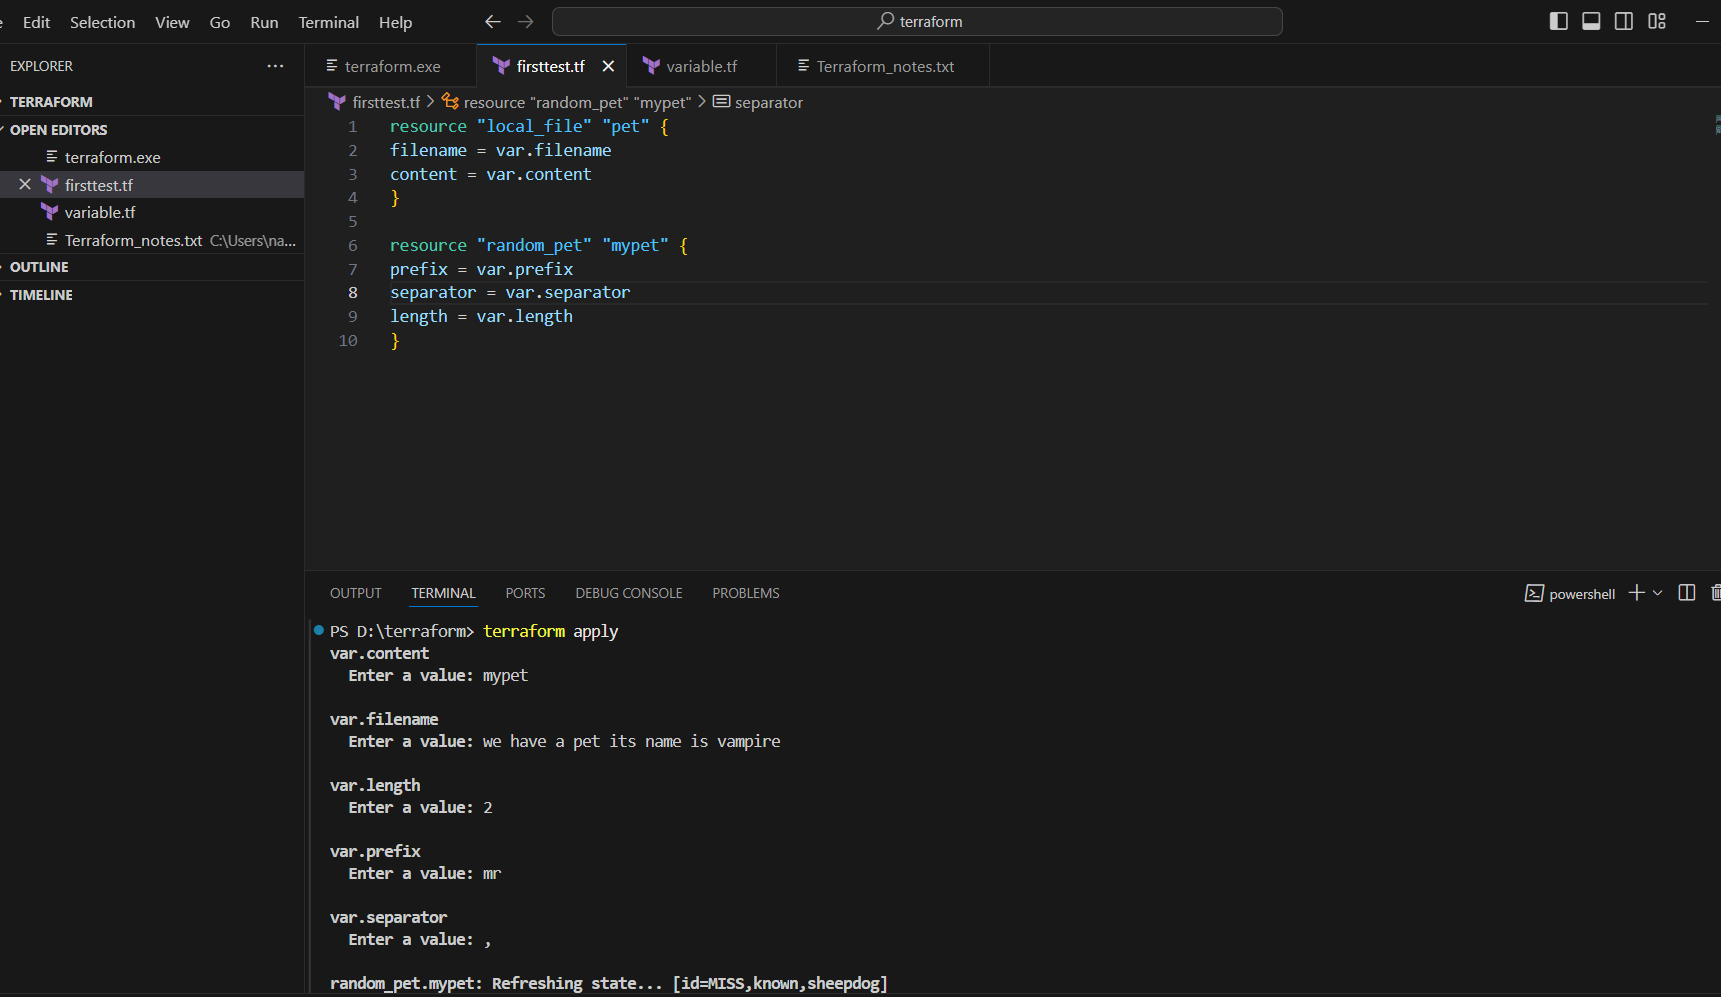 Edit Selection View Go Run Terminal Help
terraform
EXPLORER
TERRAFORM
OPEN EDITORS
terraform.exe
firsttest.tf
variable.tf
Terraform_notes.txt C:\Users\na...
OUTLINE
TIMELINE
terraform.exe firsttest.tf variable.tf Terraform_notes.txt
firsttest.tf > resource "random_pet" "mypet" > separator
1 resource "local_file" "pet" {
2 filename = var.filename
3 content = var.content
4 }
5
6 resource "random_pet" "mypet" {
7 prefix = var.prefix
8 separator = var.separator
9 length = var.length
10 }
OUTPUT TERMINAL PORTS DEBUG CONSOLE PROBLEMS
powershell
PS D:\terraform> terraform apply
var.content
Enter a value: mypet
var.filename
Enter a value: we have a pet its name is vampire
var.length
Enter a value: 2
var.prefix
Enter a value: mr
var.separator
Enter a value: ,
random_pet.mypet: Refreshing state... [id=MISS,known,sheepdog]